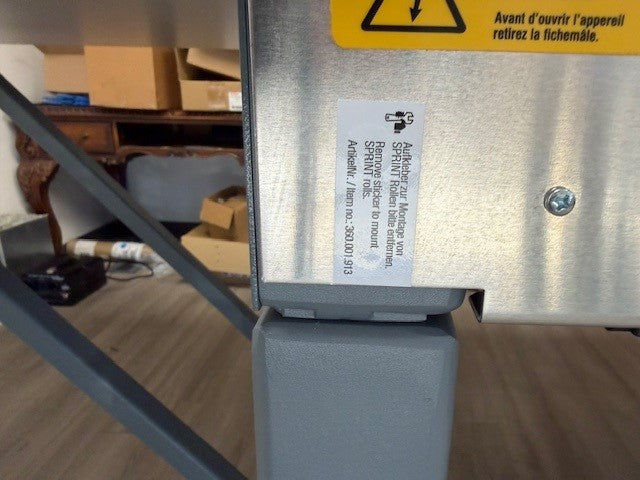 Avant d'ouvrir l'appareil
retirez la fichemâle.
Aufkleber zur Montage von
SPRINT Rollen bitte entfernen.
Remove sticker to mount
SPRINT rolls.
ArtikelNr. / Item no.: 360.001.913